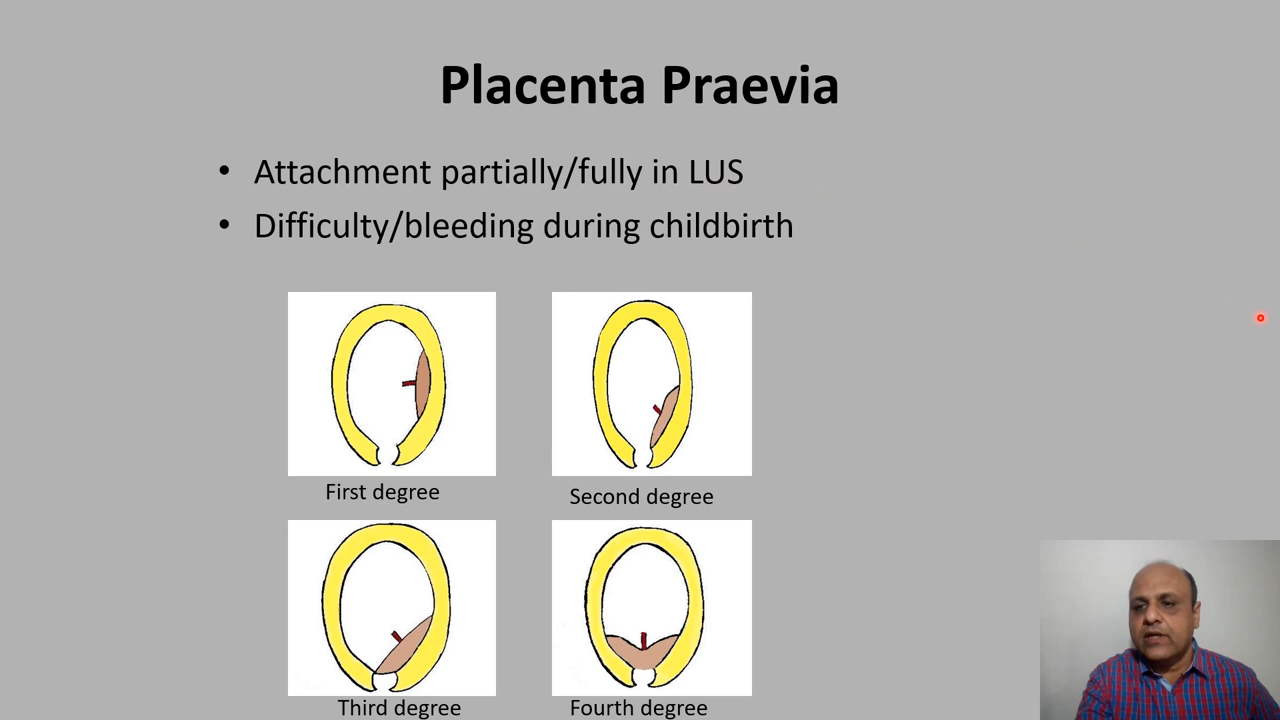 Placenta Praevia
• Attachment partially/fully in LUS
• Difficulty/bleeding during childbirth
First degree
Second degree
Third degree
Fourth degree